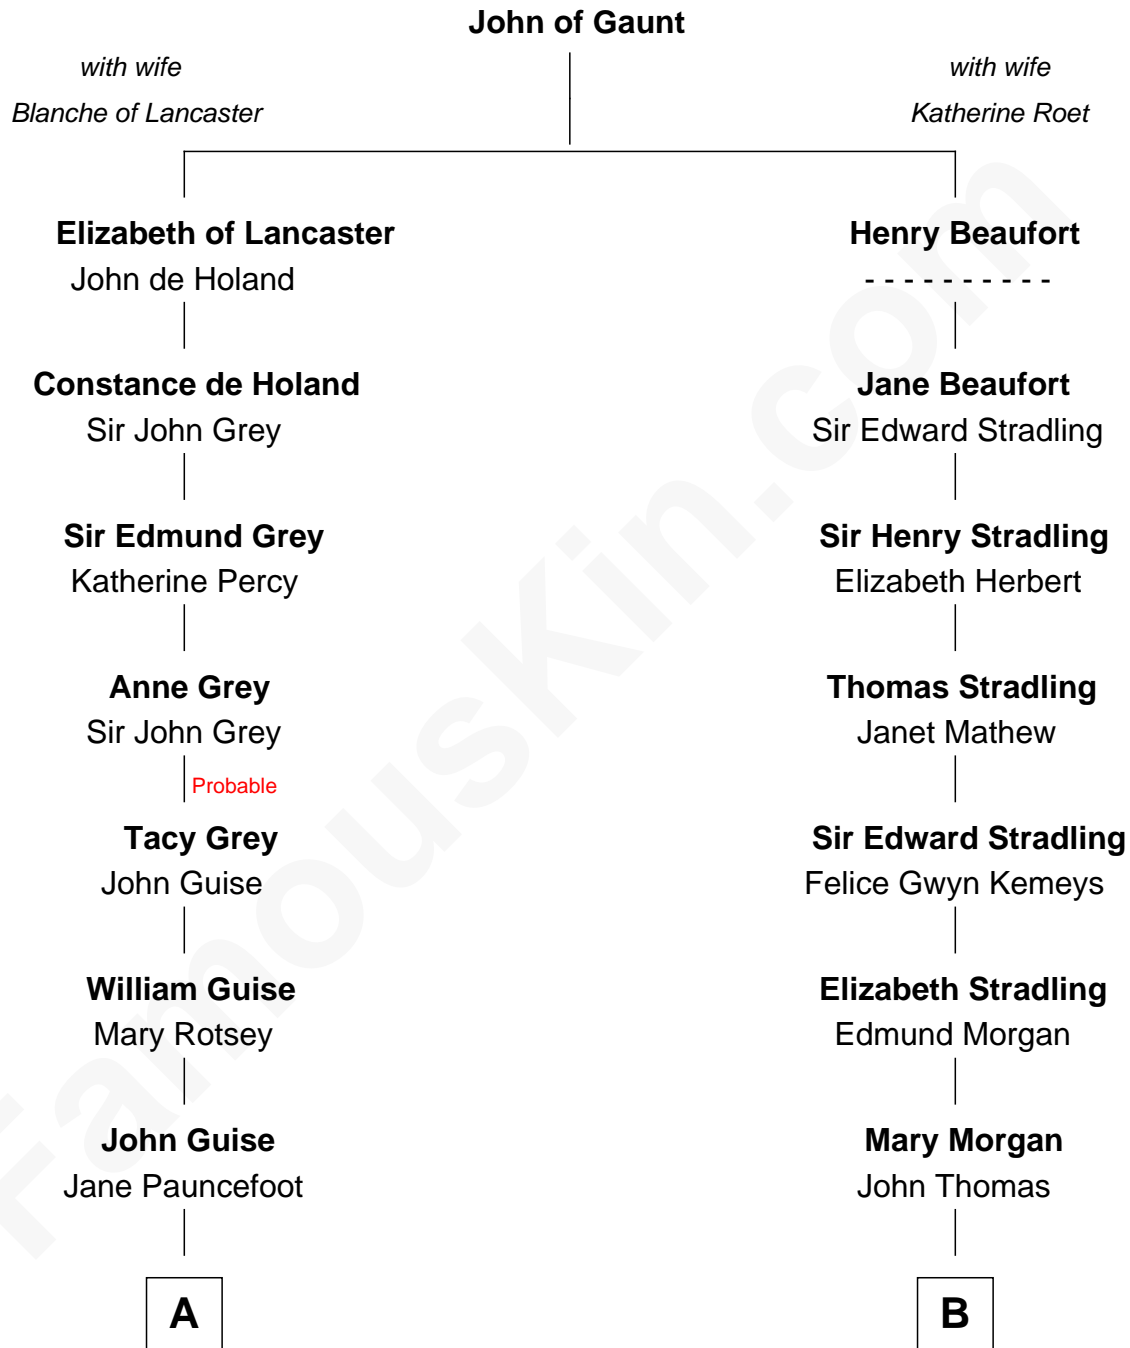 John of Gaunt
with wife
Blanche of Lancaster
with wife
Katherine Roet
Elizabeth of Lancaster
John de Holand
Henry Beaufort
- - - - - - - - - -
Constance de Holand
Sir John Grey
Jane Beaufort
Sir Edward Stradling
Sir Edmund Grey
Katherine Percy
Sir Henry Stradling
Elizabeth Herbert
Anne Grey
Sir John Grey
Thomas Stradling
Janet Mathew
Probable
Tacy Grey
John Guise
Sir Edward Stradling
Felice Gwyn Kemeys
William Guise
Mary Rotsey
Elizabeth Stradling
Edmund Morgan
John Guise
Jane Pauncefoot
Mary Morgan
John Thomas
A
B
FamousKin.com